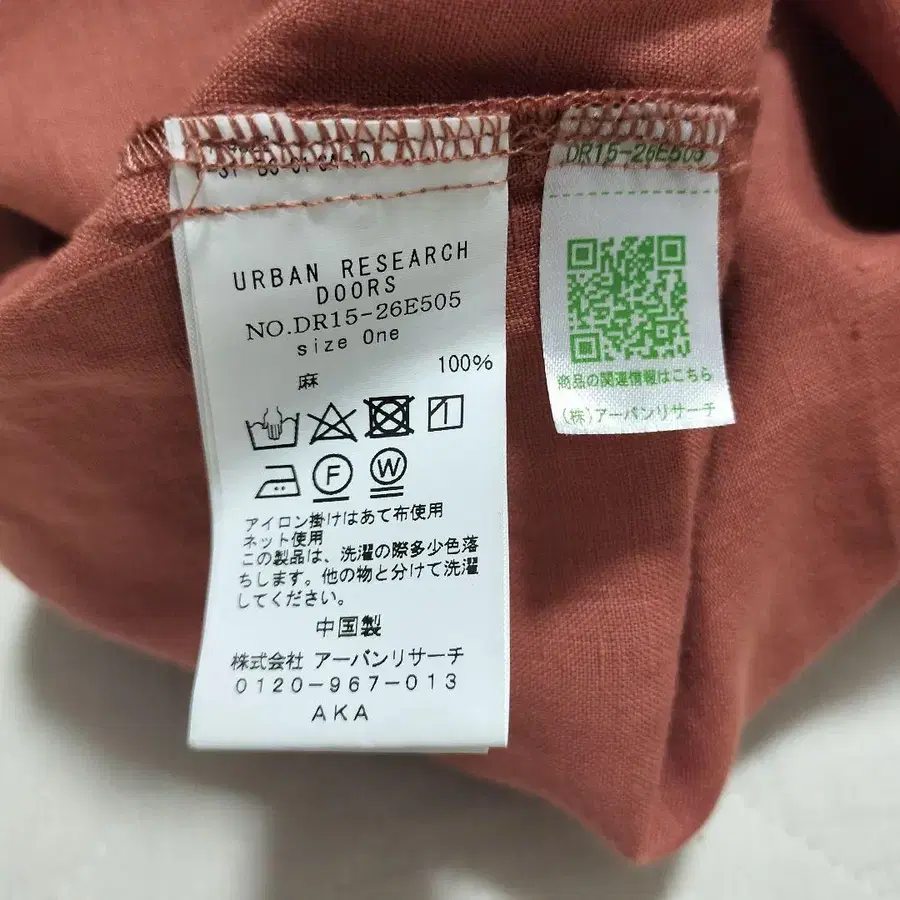 URBAN RESEARCH
DOORS
NO.DR15-26E505
size One
麻 100%
F W
アイロン掛けはあて布使用
ネット使用
この製品は、洗濯の際多少色落
ちします。他の物と分けて洗濯
してください。
中国製
株式会社 アーバンリサーチ
0120-967-013
AKA
DR15-26E505
商品の関連情報はこちら
(株)アーバンリサーチ